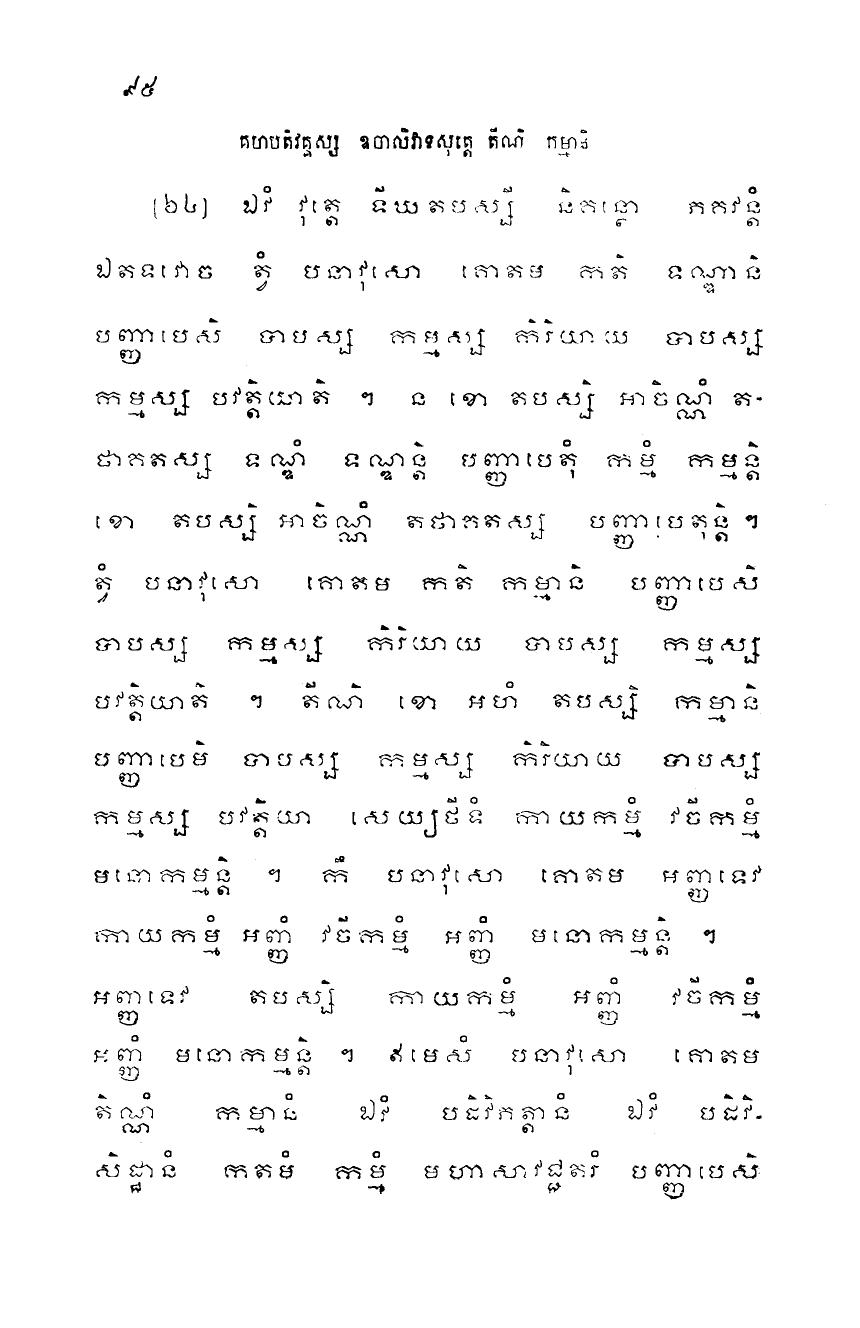 ៩៥
គហបតិវគ្គស្ស ឧបាលិវាទសុត្តេ តីណិ កម្មានិ
[៦៤] ឯវំ វុត្តេ ទីឃតបស្សី និគន្ថោ ភគវន្តំ
ឯតទវោច ត្វំ បនាវុសោ គោតម កតិ ទណ្ឌានិ
បញ្ញាបេសិ បាបស្ស កម្មស្ស កិរិយាយ បាបស្ស
កម្មស្ស បវត្តិយាតិ ។ ន ខោ តបស្សិ អាចិណ្ណំ ត-
ថាគតស្ស ទណ្ឌំ ទណ្ឌន្តិ បញ្ញាបេតុំ កម្មំ កម្មន្តិ
ខោ តបស្សិ អាចិណ្ណំ តថាគតស្ស បញ្ញាបេតុន្តិ ។
ត្វំ បនាវុសោ គោតម កតិ កម្មានិ បញ្ញាបេសិ
បាបស្ស កម្មស្ស កិរិយាយ បាបស្ស កម្មស្ស
បវត្តិយាតិ ។ តីណិ ខោ អហំ តបស្សិ កម្មានិ
បញ្ញាបេមិ បាបស្ស កម្មស្ស កិរិយាយ បាបស្ស
កម្មស្ស បវត្តិយា សេយ្យថីទំ កាយកម្មំ វចីកម្មំ
មនោកម្មន្តិ ។ កឹ បនាវុសោ គោតម អញ្ញទេវ
កាយកម្មំ អញ្ញំ វចីកម្មំ អញ្ញំ មនោកម្មន្តិ ។
អញ្ញទេវ តបស្សិ កាយកម្មំ អញ្ញំ វចីកម្មំ
អញ្ញំ មនោកម្មន្តិ ។ ឥមេសំ បនាវុសោ គោតម
តិណ្ណំ កម្មានំ ឯវំ បដិវិភត្តានំ ឯវំ បដិវិ-
សិដ្ឋានំ កតមំ កម្មំ មហាសាវជ្ជតរំ បញ្ញាបេសិ